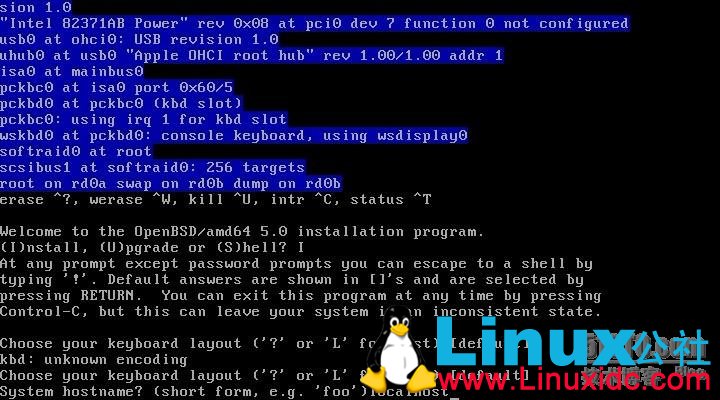 sion 1.0
"Intel 82371AB Power" rev 0x08 at pci0 dev 7 function 0 not configured
usb0 at ohci0: USB revision 1.0
uhub0 at usb0 "Apple OHCI root hub" rev 1.00/1.00 addr 1
isa0 at mainbus0
pckbc0 at isa0 port 0x60/5
pckbd0 at pckbc0 (kbd slot)
pckbc0: using irq 1 for kbd slot
wskbd0 at pckbd0: console keyboard, using wsdisplay0
softraid0 at root
scsibus1 at softraid0: 256 targets
root on rd0a swap on rd0b dump on rd0b
erase ^?, werase ^W, kill ^U, intr ^C, status ^T
Welcome to the OpenBSD/amd64 5.0 installation program.
(I)nstall, (U)pgrade or (S)hell? I
At any prompt except password prompts you can escape to a shell by
typing '!'. Default answers are shown in []'s and are selected by
pressing RETURN.  You can exit this program at any time by pressing
Control-C, but this can leave your system in an inconsistent state.
Choose your keyboard layout ('?' or 'L' for list) [default]
kbd: unknown encoding
Choose your keyboard layout ('?' or 'L' for list) [default]
System hostname? (short form, e.g. 'foo') localhost
Linux公社
www.Linuxidc.com